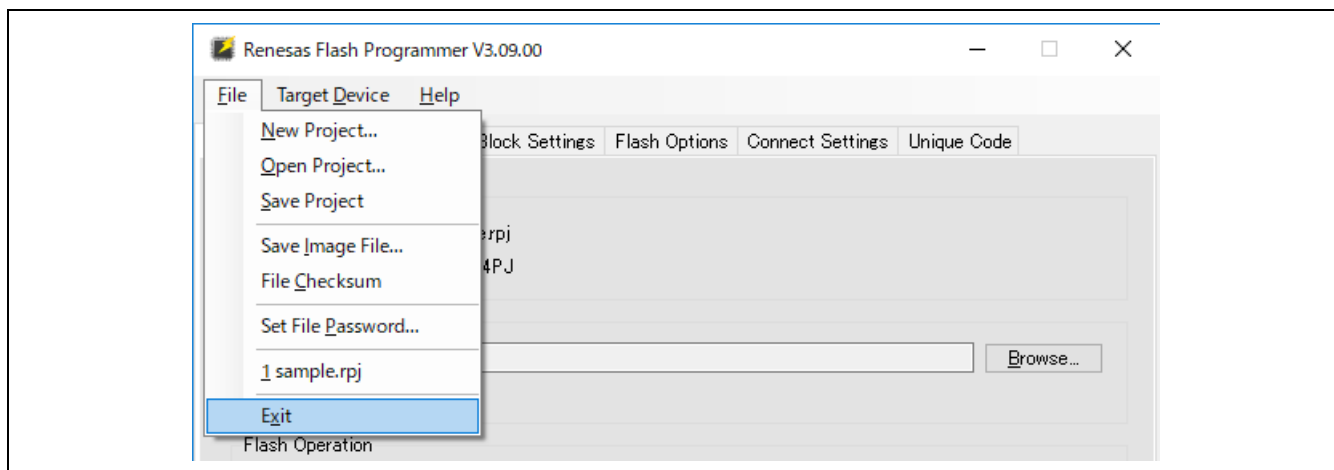 Renesas Flash Programmer V3.09.00
File Target Device Help
New Project...
Block Settings Flash Options Connect Settings Unique Code
Open Project...
Save Project
Save Image File...
File Checksum
Set File Password...
1 sample.rpj
Browse...
Exit
Flash Operation